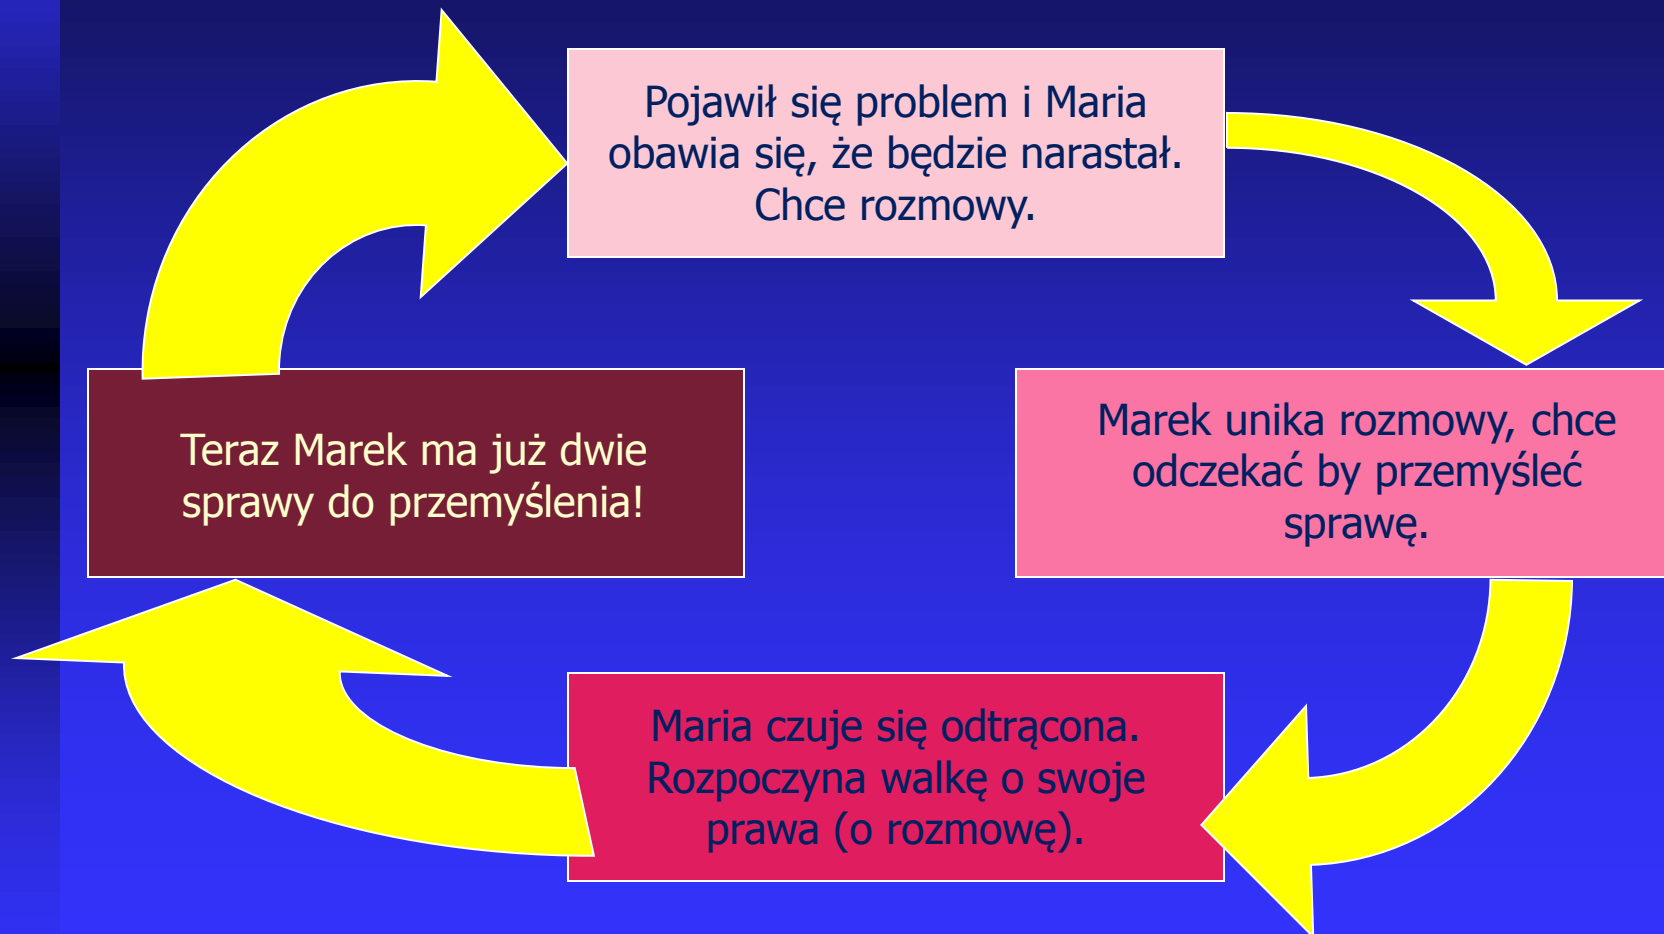 Pojawił się problem i Maria
obawia się, że będzie narastał.
Chce rozmowy.
Marek unika rozmowy, chce
odczekać by przemyśleć
sprawę.
Maria czuje się odtrącona.
Rozpoczyna walkę o swoje
prawa (o rozmowę).
Teraz Marek ma już dwie
sprawy do przemyślenia!